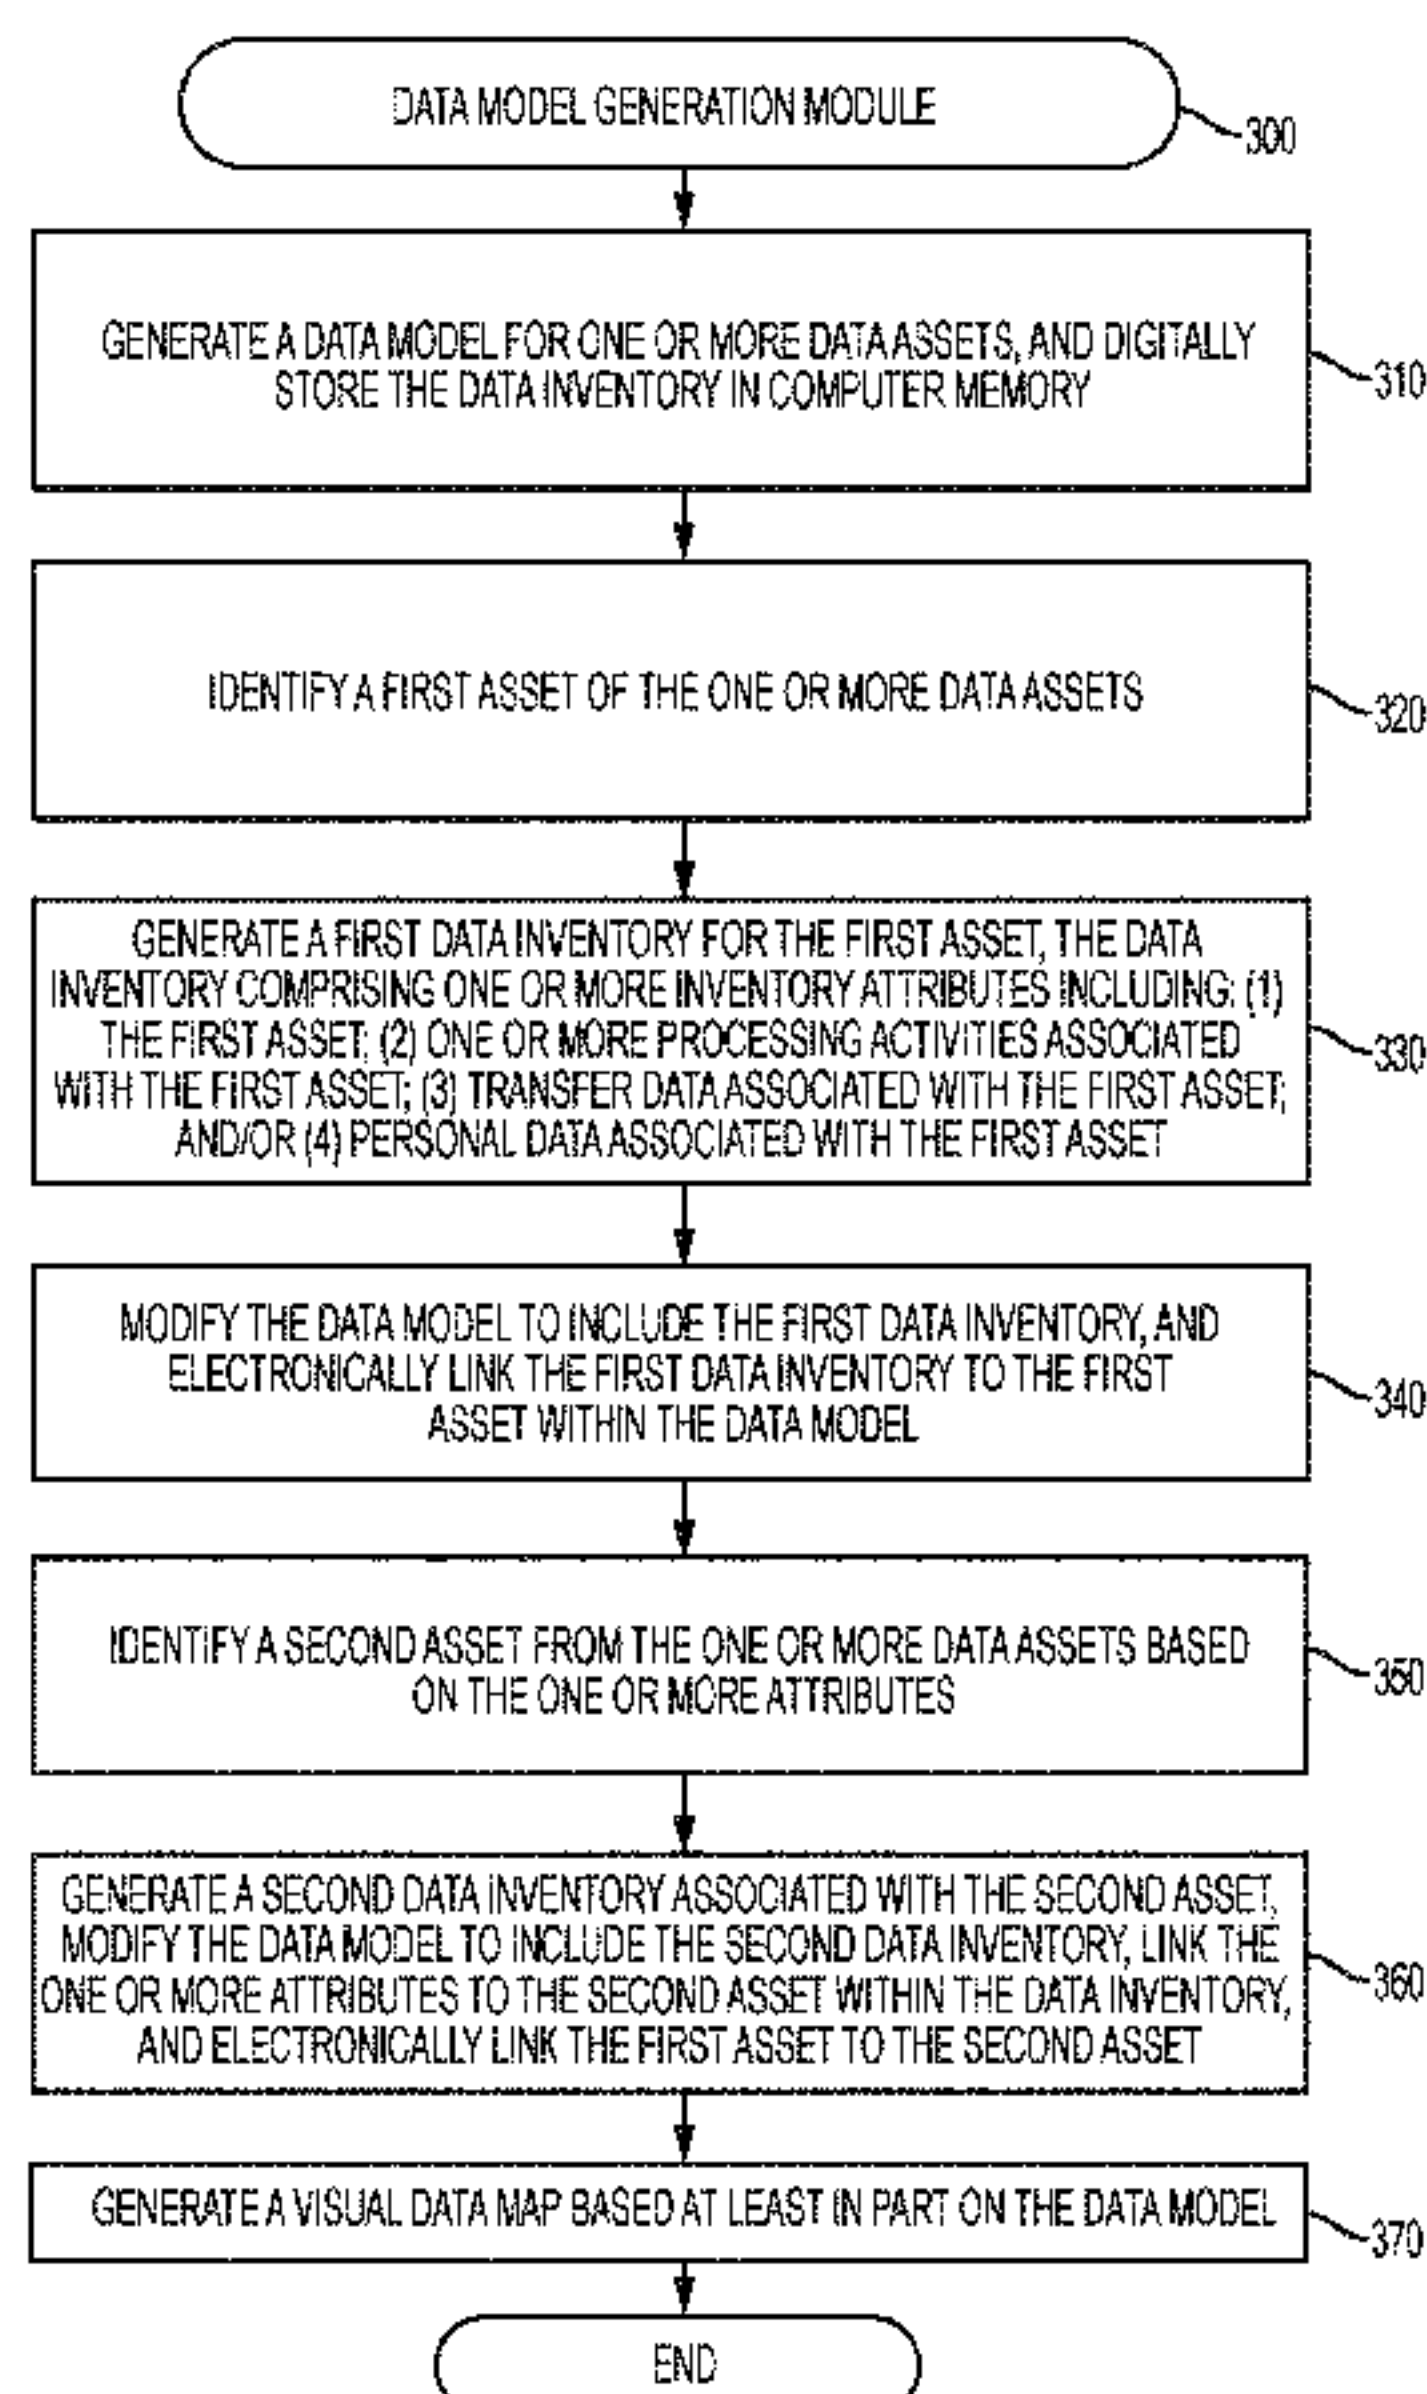 DATA MODEL GENERATION MODULE
300
GENERATE A DATA MODEL FOR ONE OR MORE DATA ASSETS, AND DIGITALLY
STORE THE DATA INVENTORY IN COMPUTER MEMORY
310
IDENTIFY A FIRST ASSET OF THE ONE OR MORE DATA ASSETS
320
GENERATE A FIRST DATA INVENTORY FOR THE FIRST ASSET, THE DATA
INVENTORY COMPRISING ONE OR MORE INVENTORY ATTRIBUTES INCLUDING: (1)
THE FIRST ASSET; (2) ONE OR MORE PROCESSING ACTIVITIES ASSOCIATED
WITH THE FIRST ASSET; (3) TRANSFER DATA ASSOCIATED WITH THE FIRST ASSET;
AND/OR (4) PERSONAL DATA ASSOCIATED WITH THE FIRST ASSET
330
MODIFY THE DATA MODEL TO INCLUDE THE FIRST DATA INVENTORY, AND
ELECTRONICALLY LINK THE FIRST DATA INVENTORY TO THE FIRST
ASSET WITHIN THE DATA MODEL
340
IDENTIFY A SECOND ASSET FROM THE ONE OR MORE DATA ASSETS BASED
ON THE ONE OR MORE ATTRIBUTES
350
GENERATE A SECOND DATA INVENTORY ASSOCIATED WITH THE SECOND ASSET,
MODIFY THE DATA MODEL TO INCLUDE THE SECOND DATA INVENTORY, LINK THE
ONE OR MORE ATTRIBUTES TO THE SECOND ASSET WITHIN THE DATA INVENTORY,
AND ELECTRONICALLY LINK THE FIRST ASSET TO THE SECOND ASSET
360
GENERATE A VISUAL DATA MAP BASED AT LEAST IN PART ON THE DATA MODEL
370
END